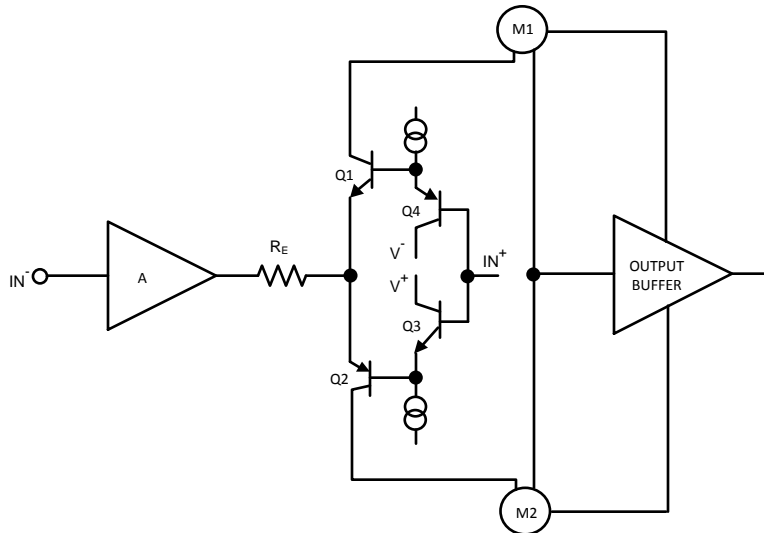 M1
Q1
Q4
R_E
V⁻
IN⁺
IN⁻
A
V⁺
OUTPUT
BUFFER
Q3
Q2
M2